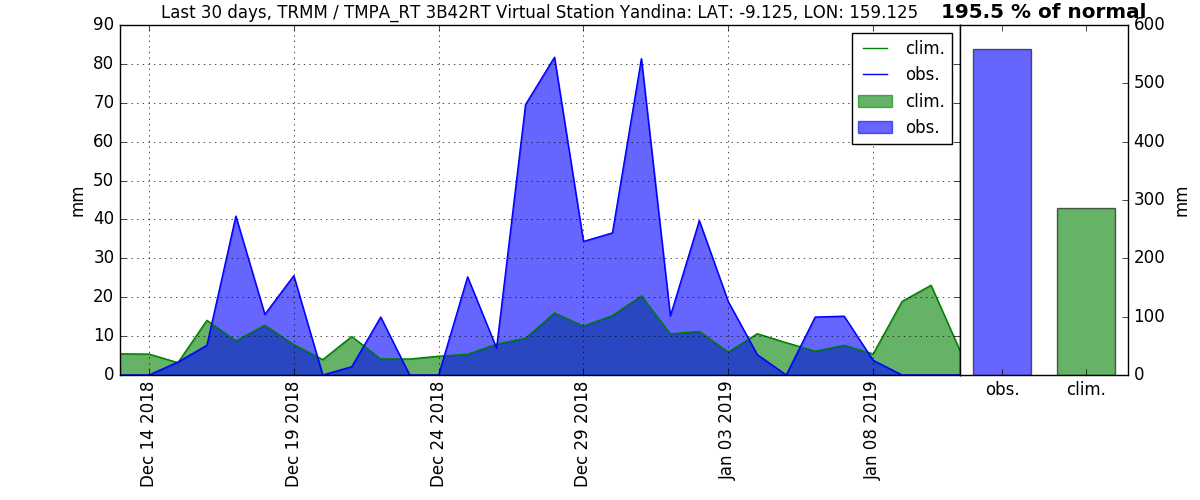 Last 30 days, TRMM / TMPA_RT 3B42RT Virtual Station Yandina: LAT: -9.125, LON: 159.125
195.5 % of normal
90
80
70
60
50
40
30
20
10
0
mm
clim.
obs.
clim.
obs.
600
500
400
300
200
100
0
mm
Dec 14 2018
Dec 19 2018
Dec 24 2018
Dec 29 2018
Jan 03 2019
Jan 08 2019
obs.
clim.